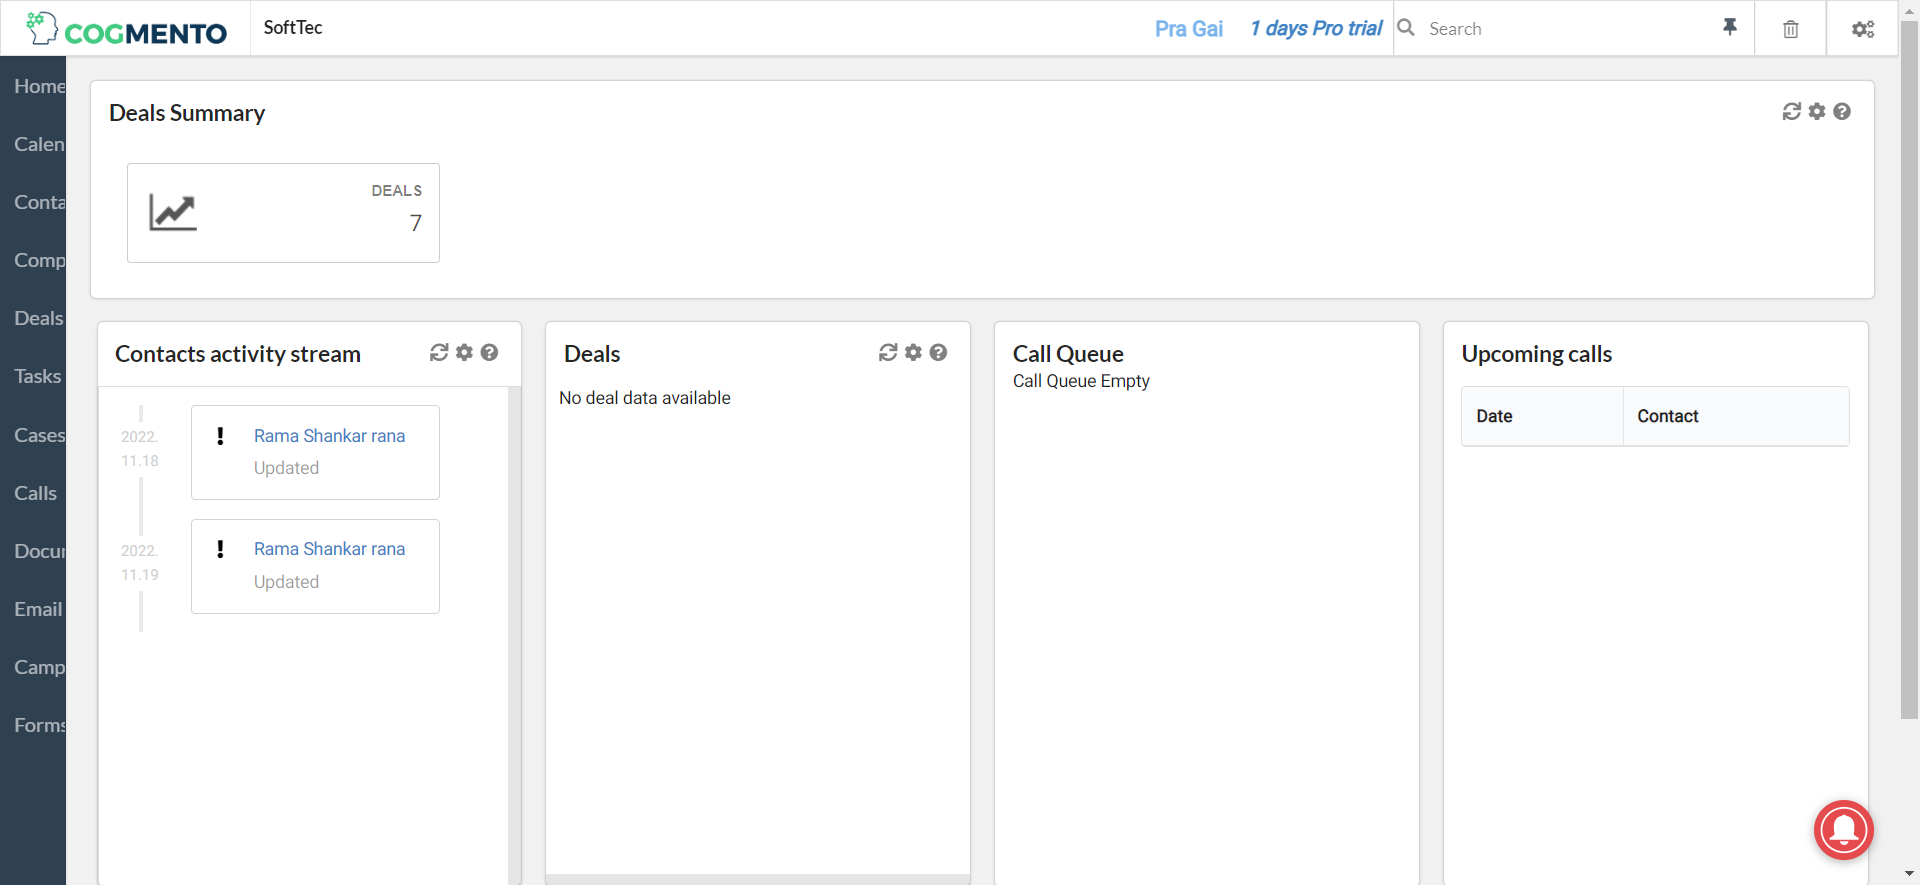 COGMENTO
SoftTec
Pra Gai
1 days Pro trial
Search
Home
Calen
Conta
Comp
Deals
Tasks
Cases
Calls
Docu
Email
Camp
Forms
Deals Summary
DEALS
7
Contacts activity stream
2022.
11.18
Rama Shankar rana
Updated
2022.
11.19
Rama Shankar rana
Updated
Deals
No deal data available
Call Queue
Call Queue Empty
Upcoming calls
Date
Contact